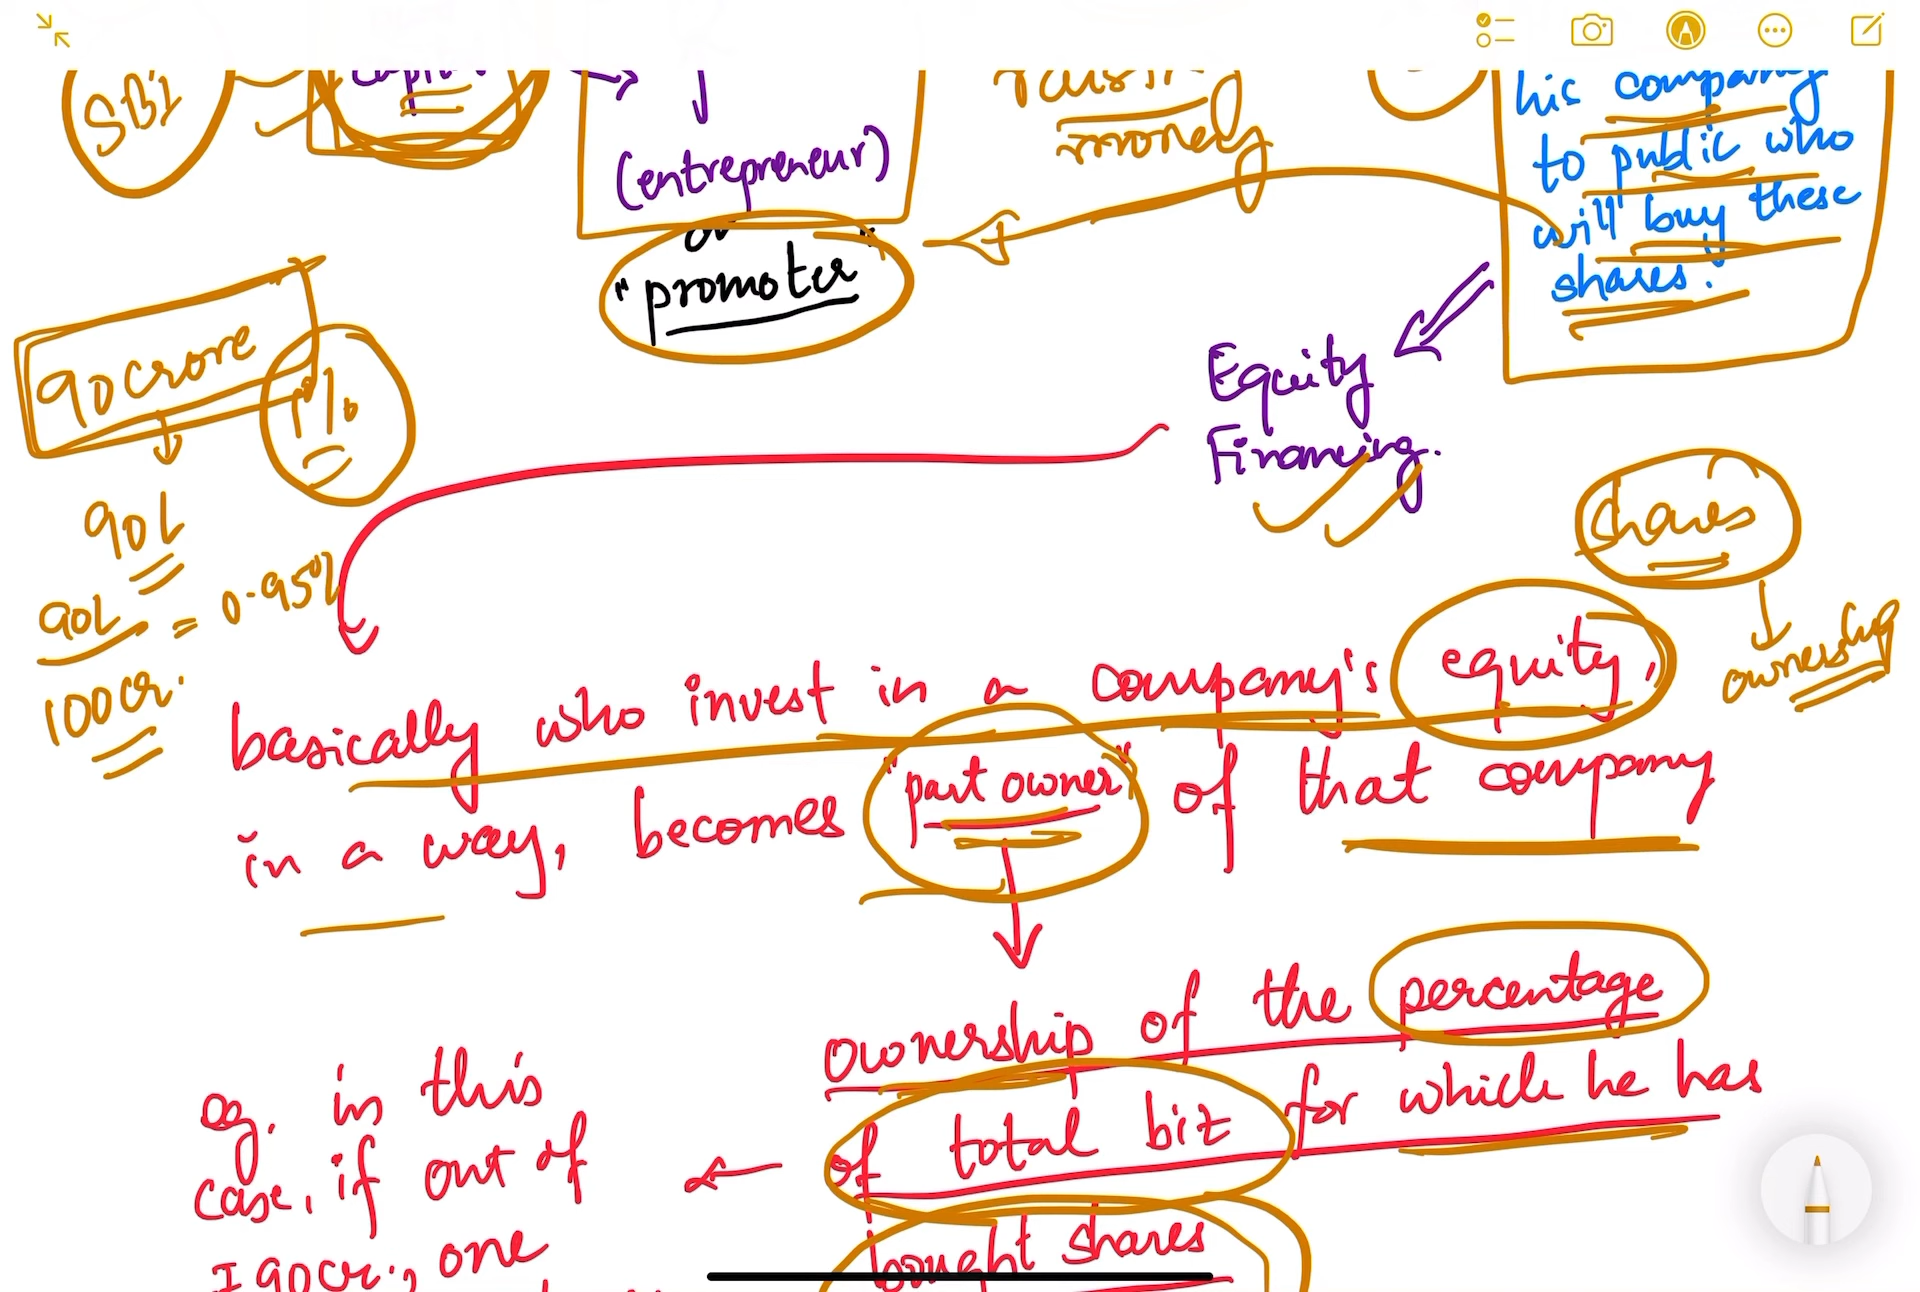 SBI
(entrepreneur)
or
"promoter"
money
his company
to public who
will buy these
shares.
90 crore
1%
90L
90L = 0.95%
100 cr.
Equity
Financing.
shares
ownership
basically who invest in a company's equity,
in a way, becomes "part owner" of that company
ownership of the percentage
of total biz for which he has
bought shares
eg. in this
case, if out of
₹90cr., one